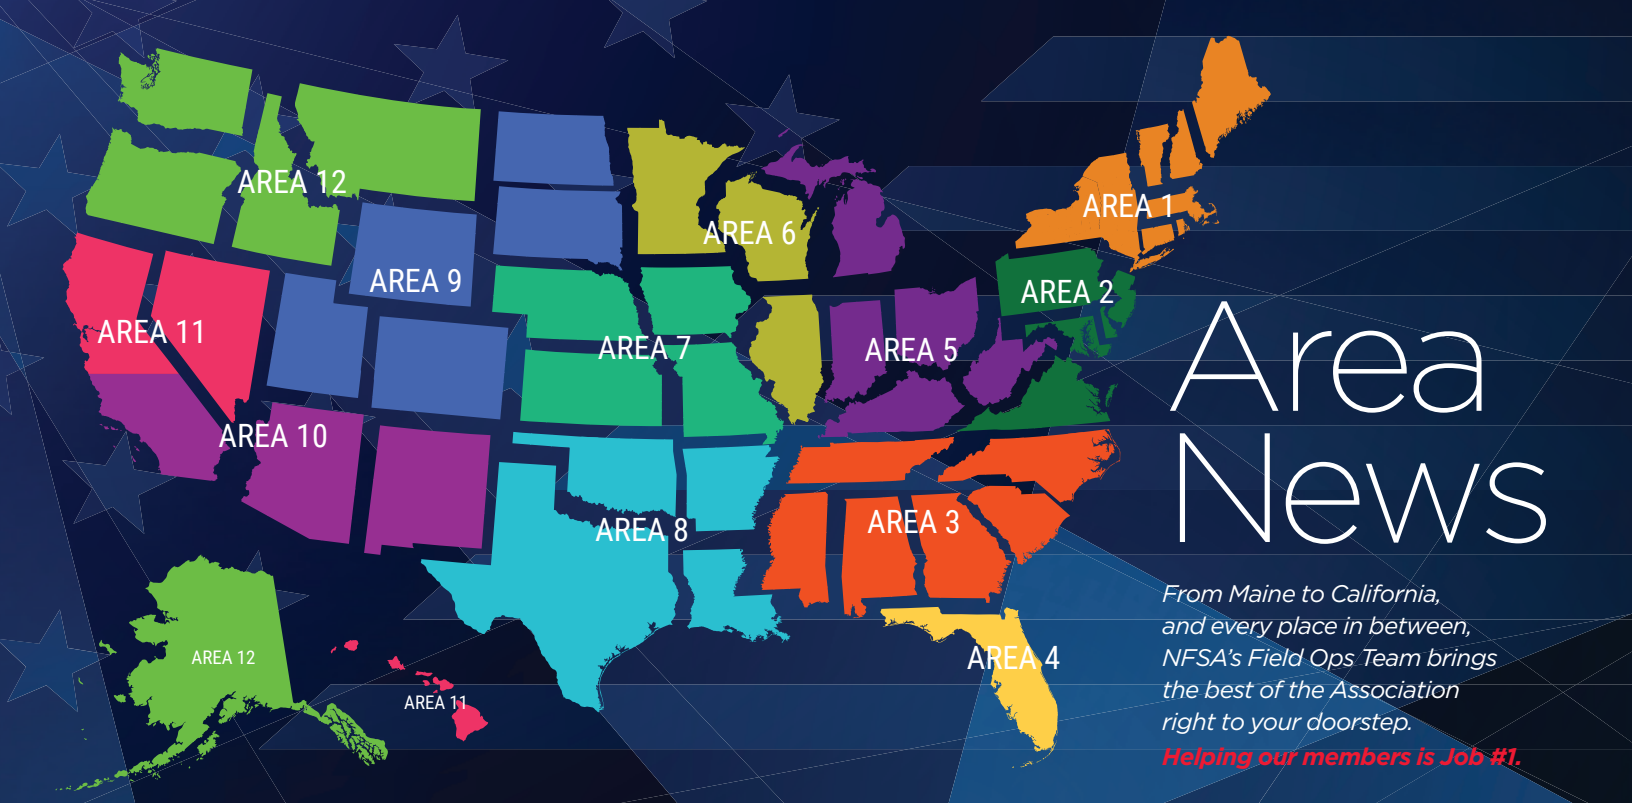 AREA 12
AREA 9
AREA 11
AREA 10
AREA 6
AREA 7
AREA 8
AREA 5
AREA 3
AREA 4
AREA 1
AREA 2
AREA 12
AREA 11
Area
News
From Maine to California,
and every place in between,
NFSA’s Field Ops Team brings
the best of the Association
right to your doorstep.
Helping our members is Job #1.